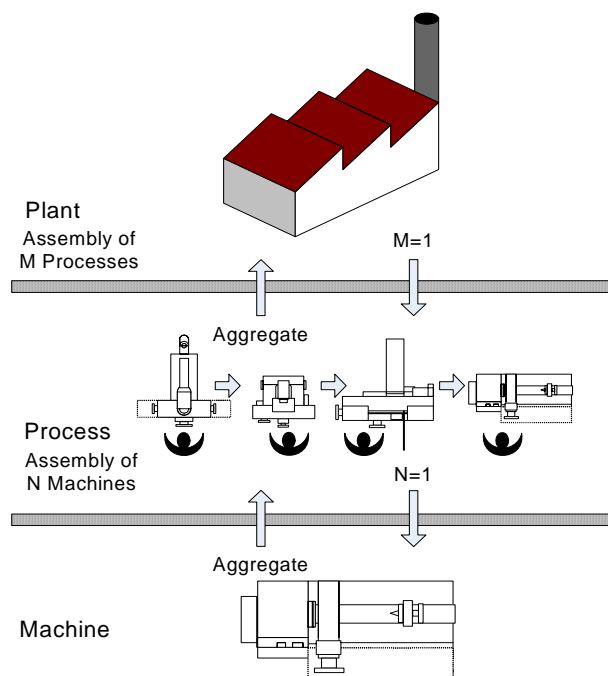 Plant
Assembly of
M Processes
M=1
Aggregate
Process
Assembly of
N Machines
N=1
Aggregate
Machine